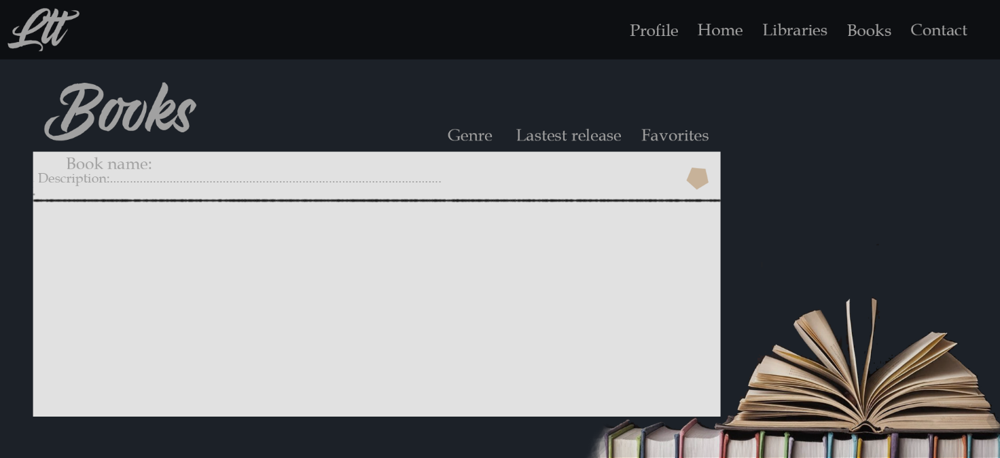 Ltt
Profile Home Libraries Books Contact
Books
Genre Lastest release Favorites
Book name:
Description:....................................................................................................